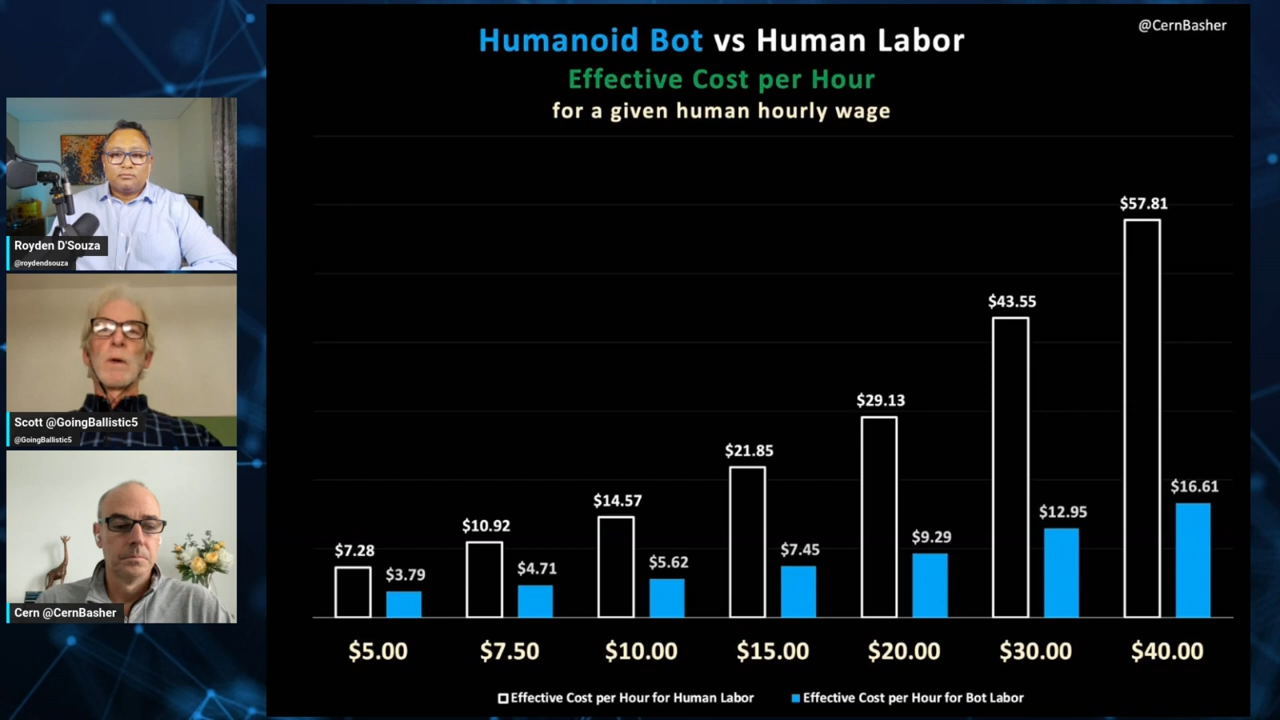 @CernBasher
Humanoid Bot vs Human Labor
Effective Cost per Hour
for a given human hourly wage
Royden D'Souza
@roydendsouza
Scott @GoingBallistic5
@GoingBallistic5
Cern @CernBasher
$7.28
$3.79
$10.92
$4.71
$14.57
$5.62
$21.85
$7.45
$29.13
$9.29
$43.55
$12.95
$57.81
$16.61
$5.00 $7.50 $10.00 $15.00 $20.00 $30.00 $40.00
Effective Cost per Hour for Human Labor Effective Cost per Hour for Bot Labor